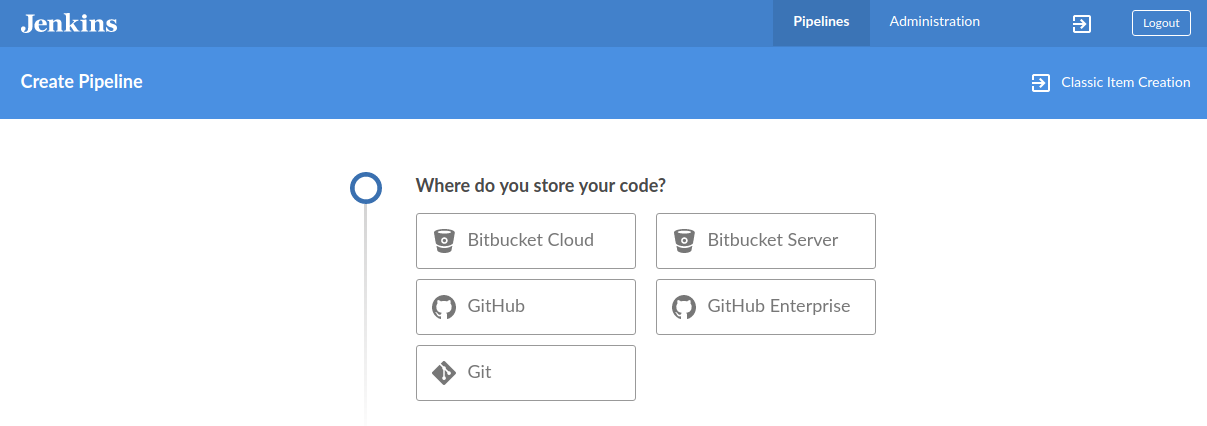 Jenkins
Pipelines
Administration
Logout
Create Pipeline
Classic Item Creation
Where do you store your code?
Bitbucket Cloud
Bitbucket Server
GitHub
GitHub Enterprise
Git